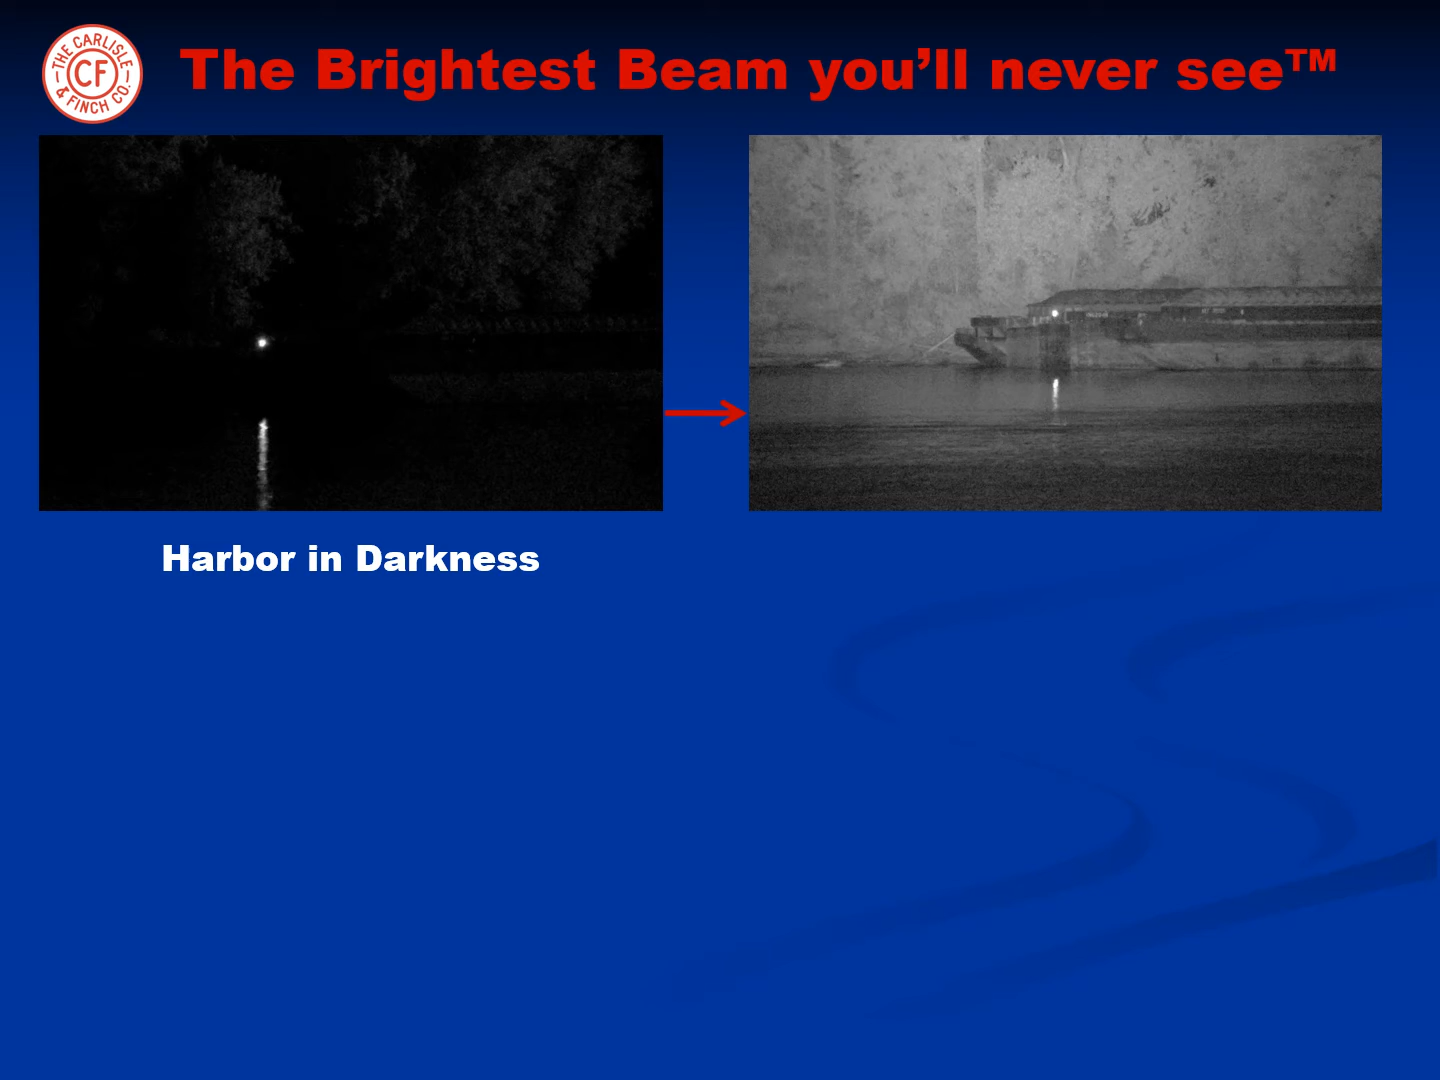 THE CARLISLE
CF
& FINCH CO.
The Brightest Beam you’ll never see™
Harbor in Darkness